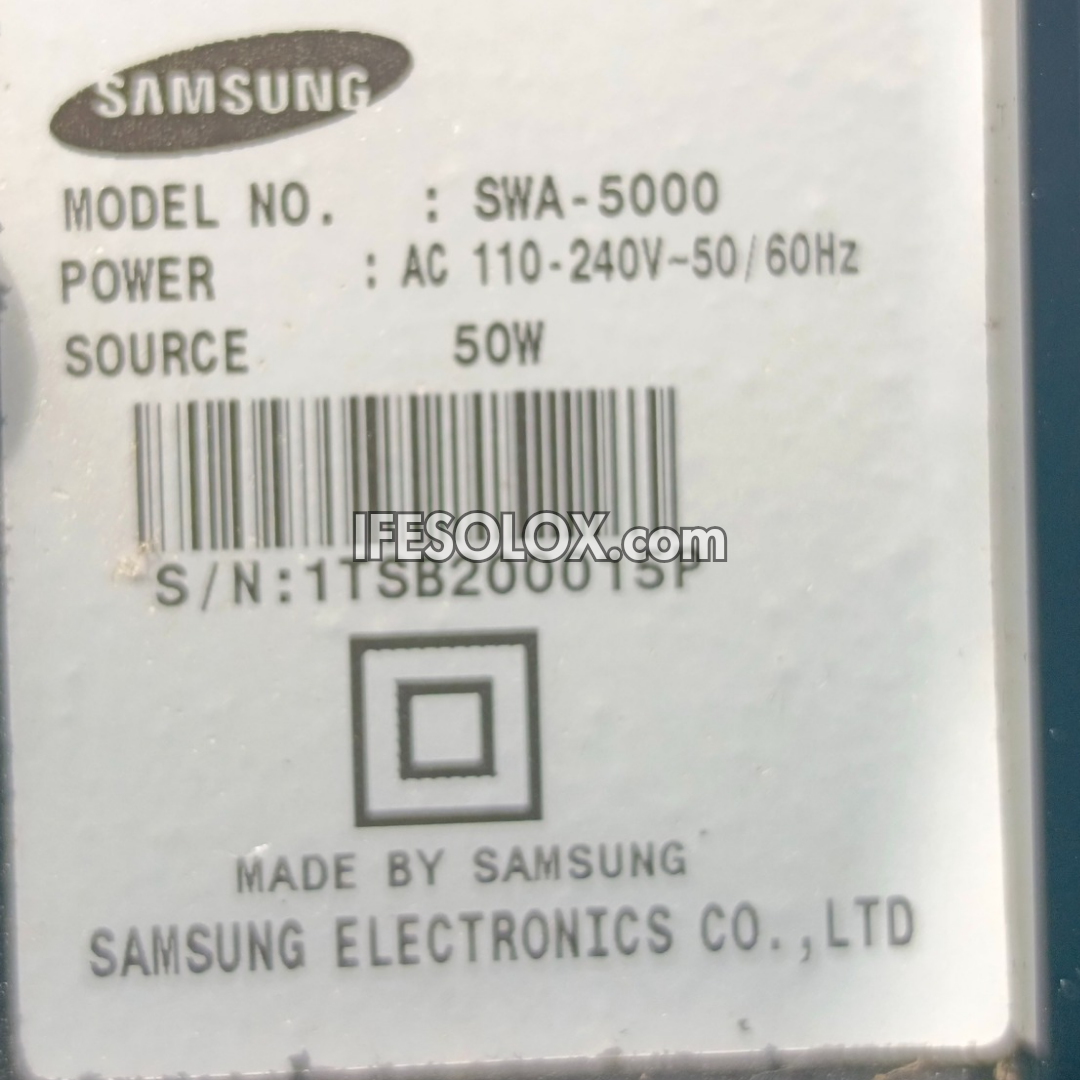 SAMSUNG
MODEL NO. : SWA-5000
POWER : AC 110-240V~50/60Hz
SOURCE 50W
IFESOLOX.com
S/N:1TSB200015P
MADE BY SAMSUNG
SAMSUNG ELECTRONICS CO.,LTD